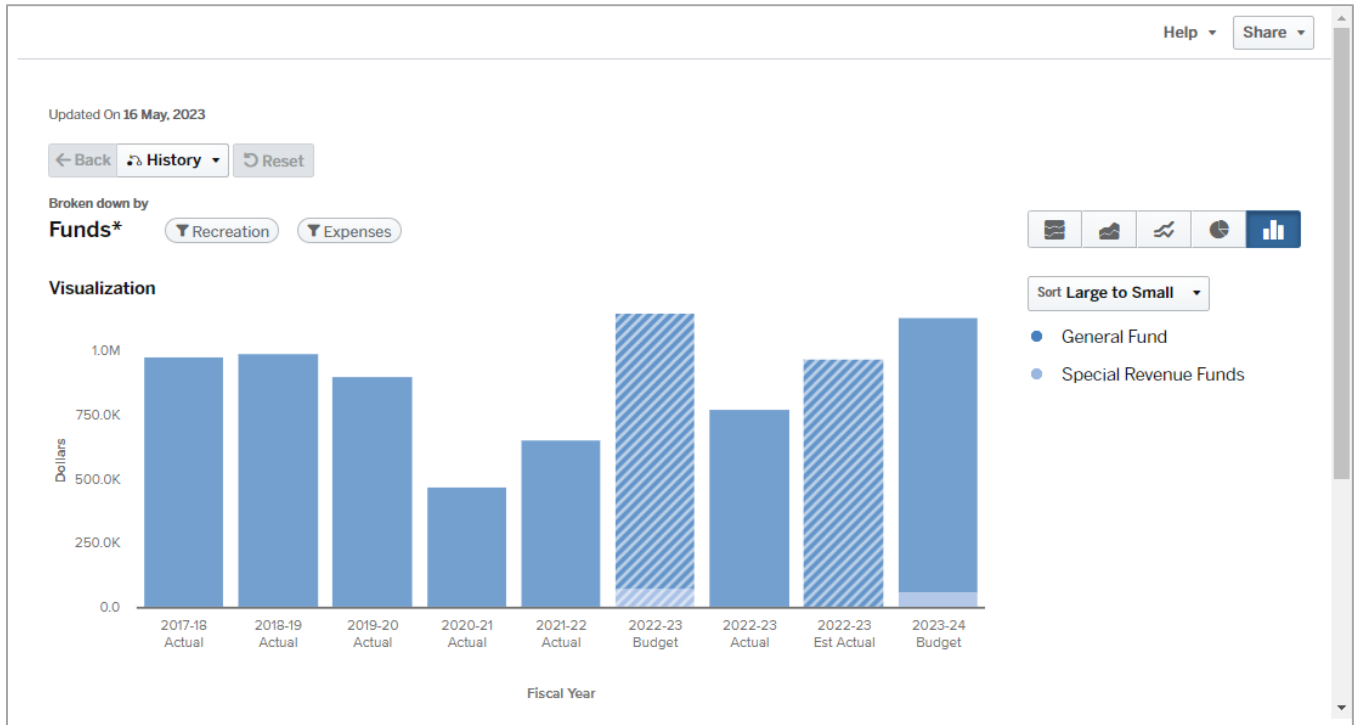 Help Share
Updated On 16 May, 2023
Back History Reset
Broken down by
Funds* Recreation Expenses
Visualization
Sort Large to Small
General Fund
Special Revenue Funds
1.0M
750.0K
500.0K
250.0K
0.0
Dollars
2017-18 2018-19 2019-20 2020-21 2021-22 2022-23 2022-23 2022-23 2023-24
Actual Actual Actual Actual Actual Budget Actual Est Actual Budget
Fiscal Year